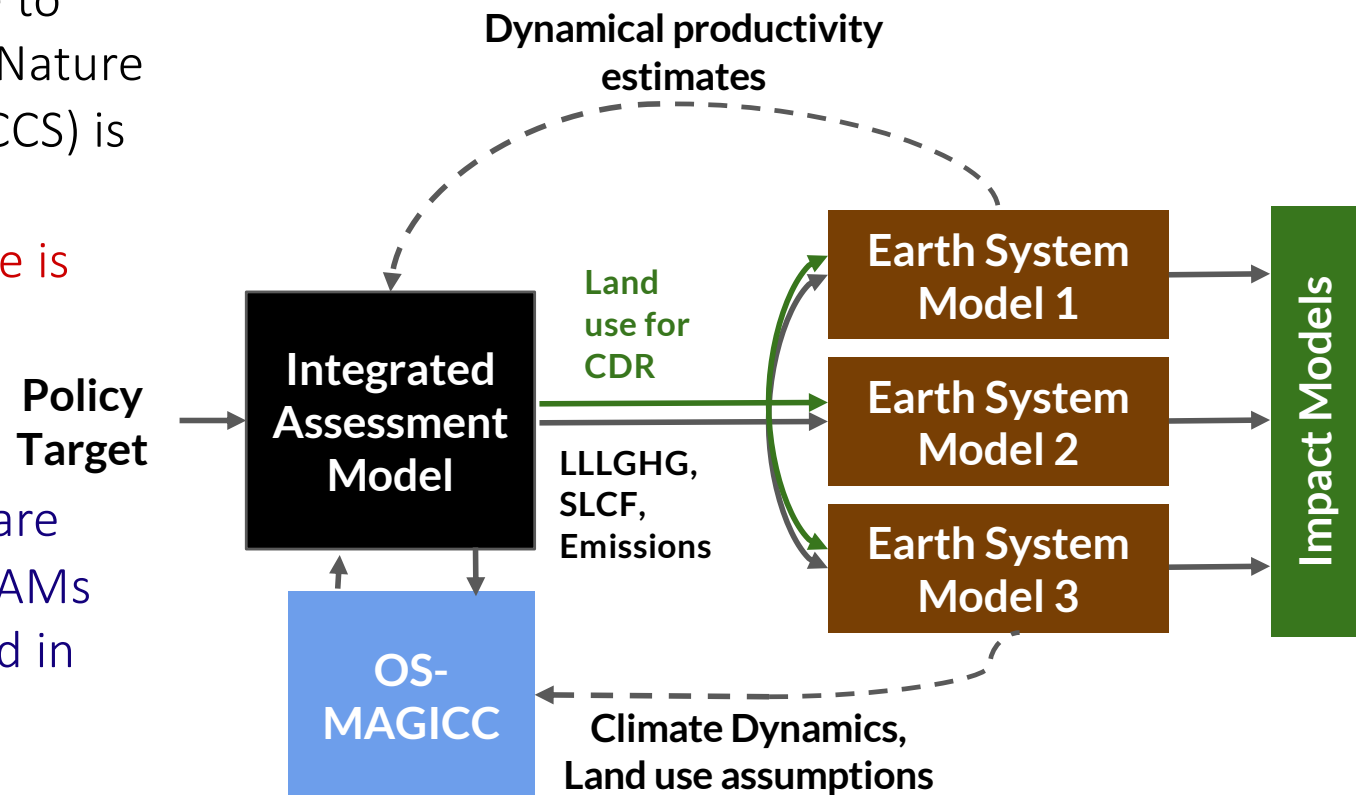 to
Nature
CCS) is
e is
are
AMs
d in
Dynamical productivity
estimates
Policy
Target
Integrated
Assessment
Model
Land
use for
CDR
LLLGHG,
SLCF,
Emissions
Earth System
Model 1
Earth System
Model 2
Earth System
Model 3
Impact Models
OS-
MAGICC
Climate Dynamics,
Land use assumptions